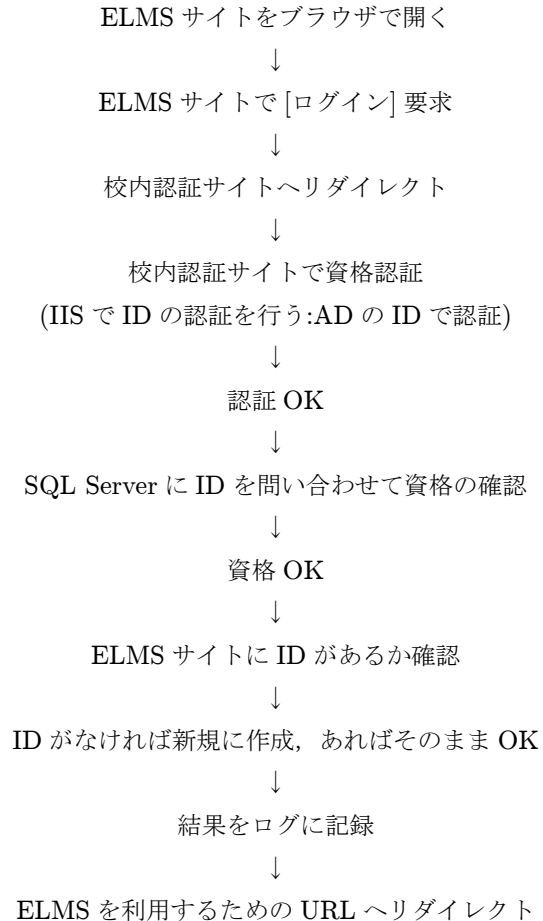 ELMS サイトをブラウザで開く
↓
ELMS サイトで [ログイン] 要求
↓
校内認証サイトへリダイレクト
↓
校内認証サイトで資格認証
(IIS で ID の認証を行う:AD の ID で認証)
↓
認証 OK
↓
SQL Server に ID を問い合わせて資格の確認
↓
資格 OK
↓
ELMS サイトに ID があるか確認
↓
ID がなければ新規に作成，あればそのまま OK
↓
結果をログに記録
↓
ELMS を利用するための URL へリダイレクト